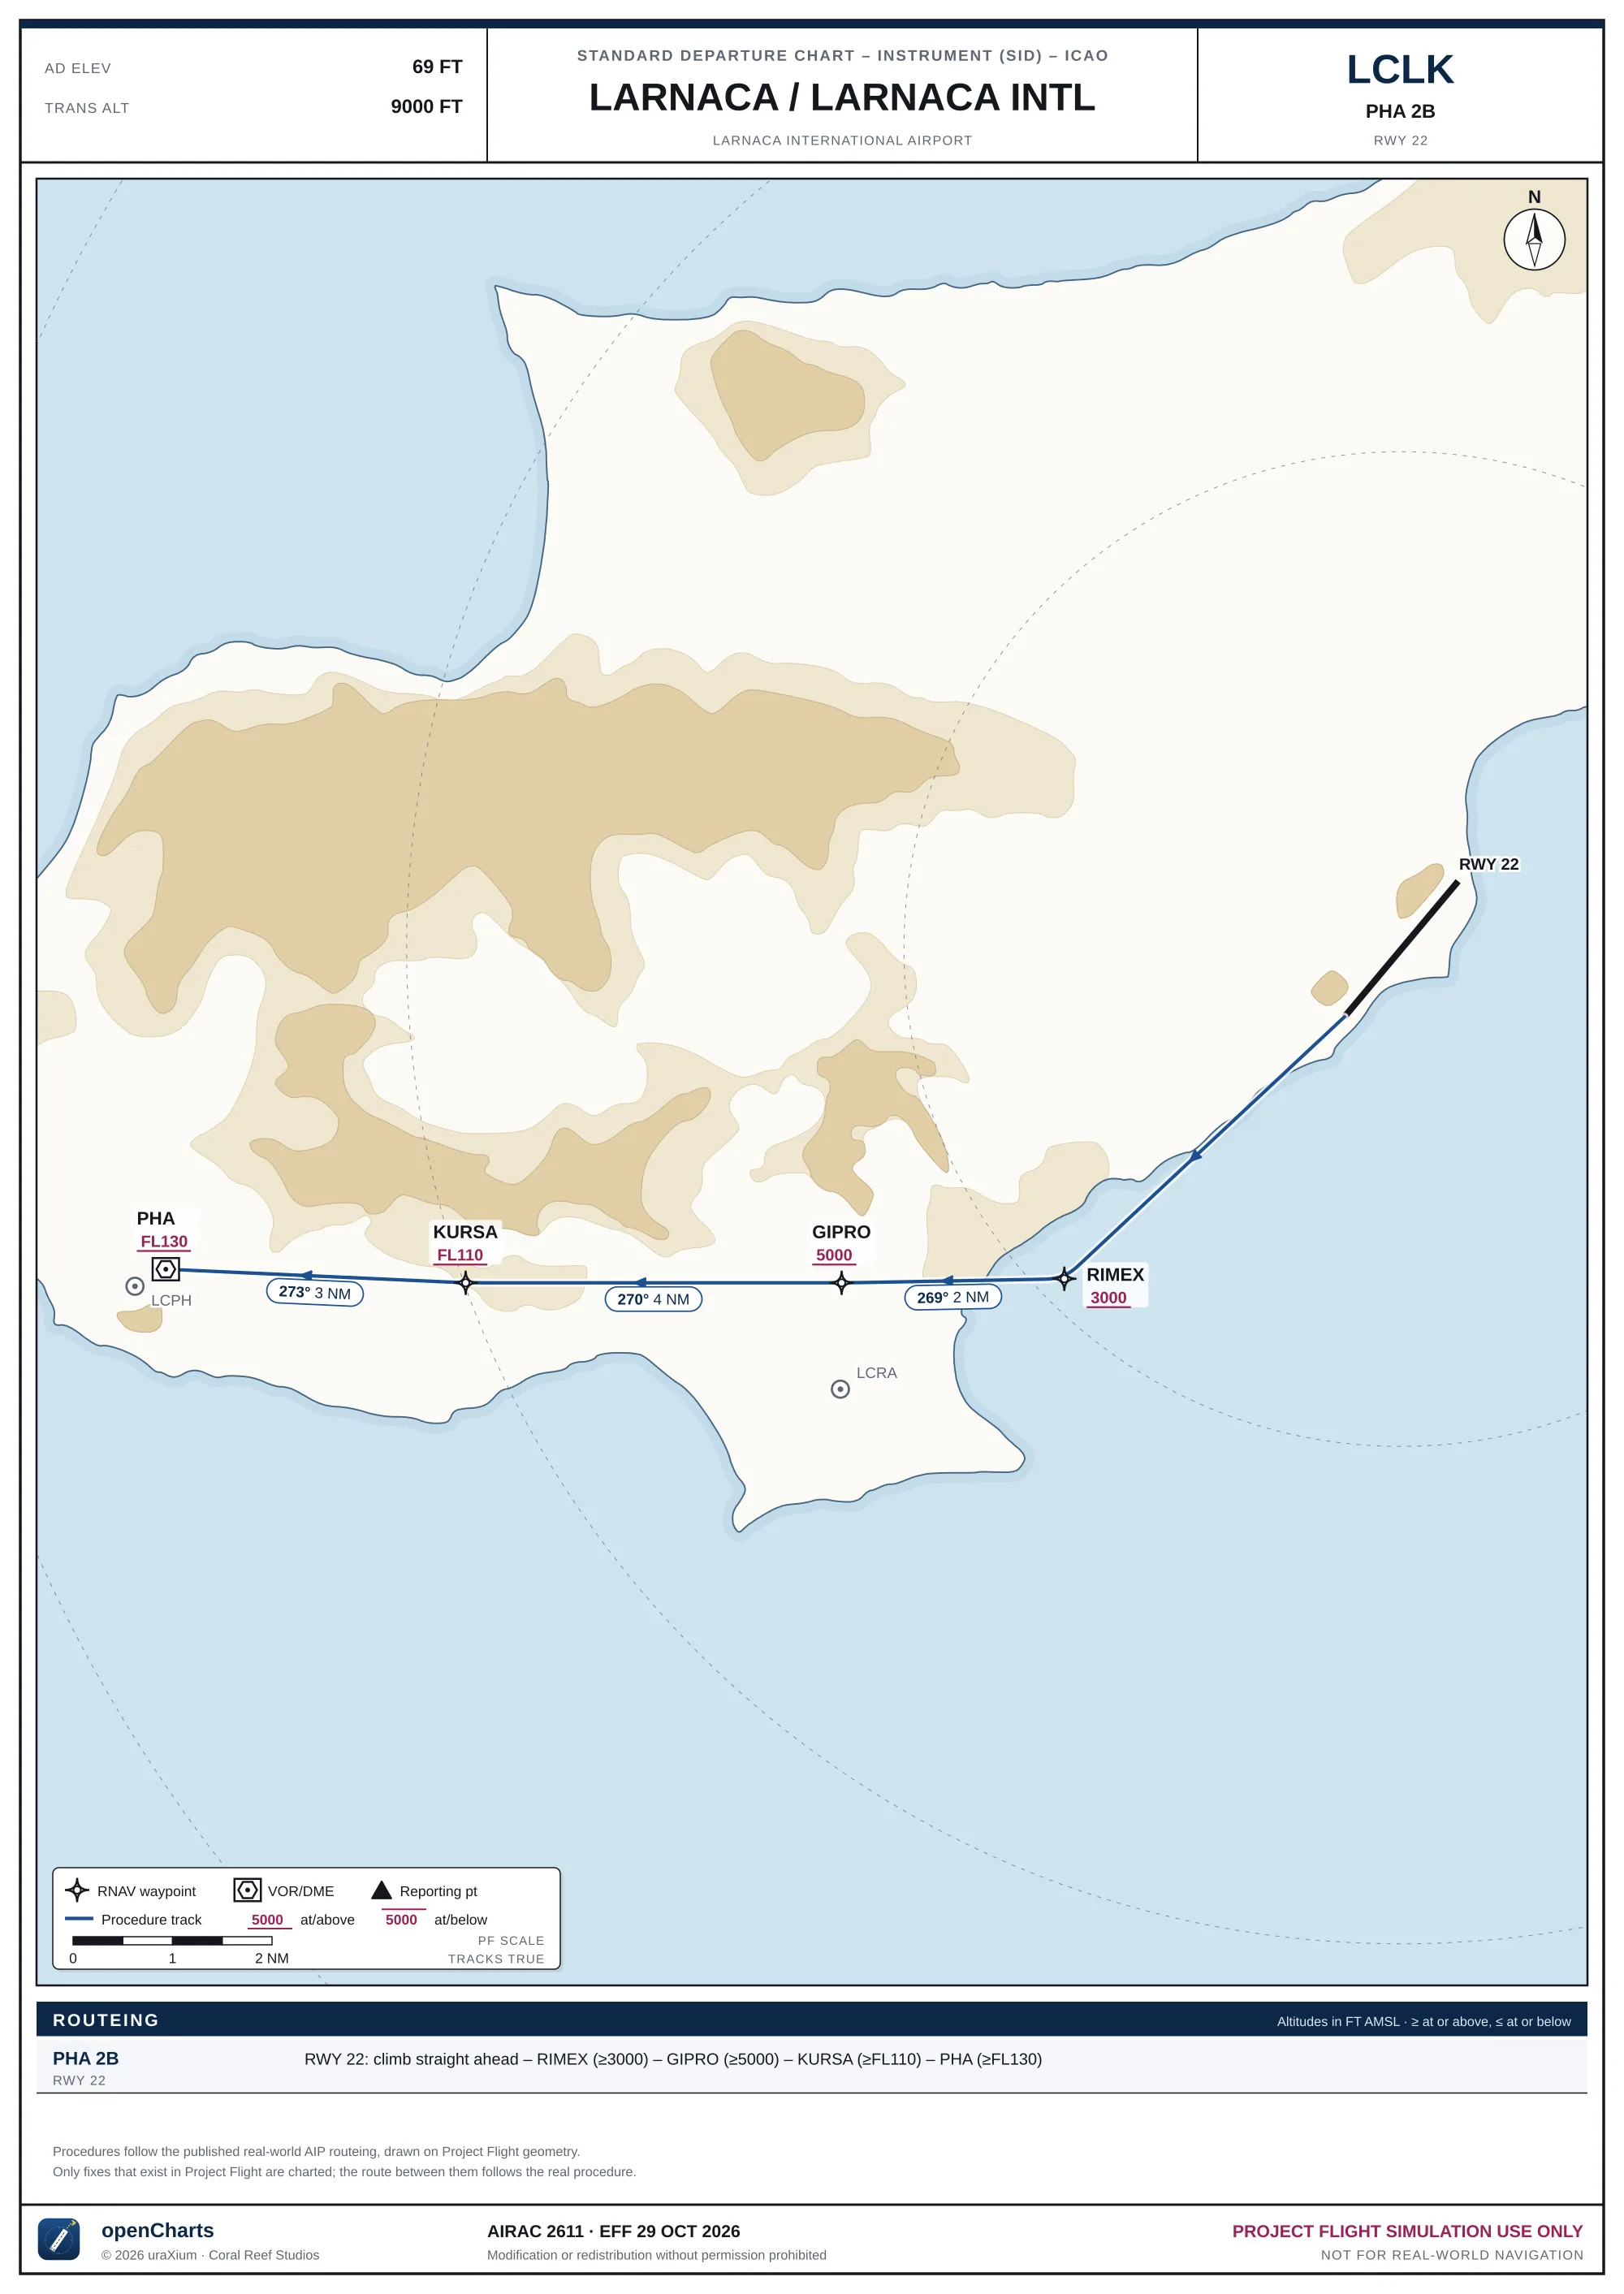 AD ELEV 69 FT
TRANS ALT 9000 FT
STANDARD DEPARTURE CHART – INSTRUMENT (SID) – ICAO
LARNACA / LARNACA INTL
LARNACA INTERNATIONAL AIRPORT
LCLK
PHA 2B
RWY 22
N
RWY 22
PHA
FL130
LCPH
273° 3 NM
KURSA
FL110
270° 4 NM
GIPRO
5000
269° 2 NM
RIMEX
3000
LCRA
RNAV waypoint VOR/DME Reporting pt
Procedure track 5000 at/above 5000 at/below
PF SCALE
0 1 2 NM TRACKS TRUE
ROUTEING Altitudes in FT AMSL · ≥ at or above, ≤ at or below
PHA 2B RWY 22: climb straight ahead – RIMEX (≥3000) – GIPRO (≥5000) – KURSA (≥FL110) – PHA (≥FL130)
RWY 22
Procedures follow the published real-world AIP routeing, drawn on Project Flight geometry.
Only fixes that exist in Project Flight are charted; the route between them follows the real procedure.
openCharts
© 2026 uraXium · Coral Reef Studios
AIRAC 2611 · EFF 29 OCT 2026
Modification or redistribution without permission prohibited
PROJECT FLIGHT SIMULATION USE ONLY
NOT FOR REAL-WORLD NAVIGATION